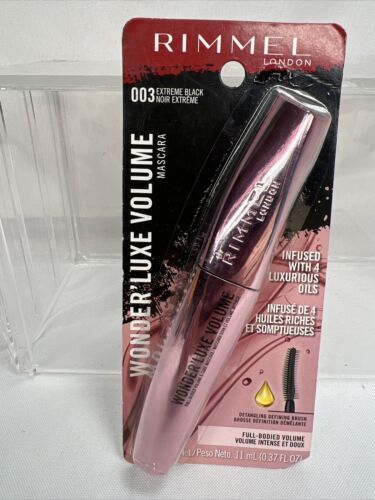 RIMMEL
LONDON
003 EXTREME BLACK
NOIR EXTRÊME
WONDER'LUXE VOLUME
MASCARA
RIMMEL
LONDON
WONDER'LUXE VOLUME
INFUSED
WITH 4
LUXURIOUS
OILS
INFUSÉ DE 4
HUILES RICHES
ET SOMPTUEUSES
DETANGLING DEFINING BRUSH
BROSSE DÉFINITION DÉMÊLANTE
FULL-BODIED VOLUME
VOLUME INTENSE ET DOUX
et/Peso Neto. 11 mL (0.37 FL OZ)